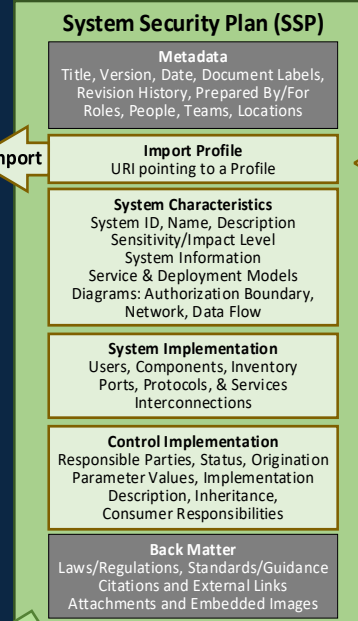 System Security Plan (SSP)
Metadata
Title, Version, Date, Document Labels,
Revision History, Prepared By/For
Roles, People, Teams, Locations
Import Profile
URI pointing to a Profile
System Characteristics
System ID, Name, Description
Sensitivity/Impact Level
System Information
Service & Deployment Models
Diagrams: Authorization Boundary,
Network, Data Flow
System Implementation
Users, Components, Inventory
Ports, Protocols, & Services
Interconnections
Control Implementation
Responsible Parties, Status, Origination
Parameter Values, Implementation
Description, Inheritance,
Consumer Responsibilities
Back Matter
Laws/Regulations, Standards/Guidance
Citations and External Links
Attachments and Embedded Images